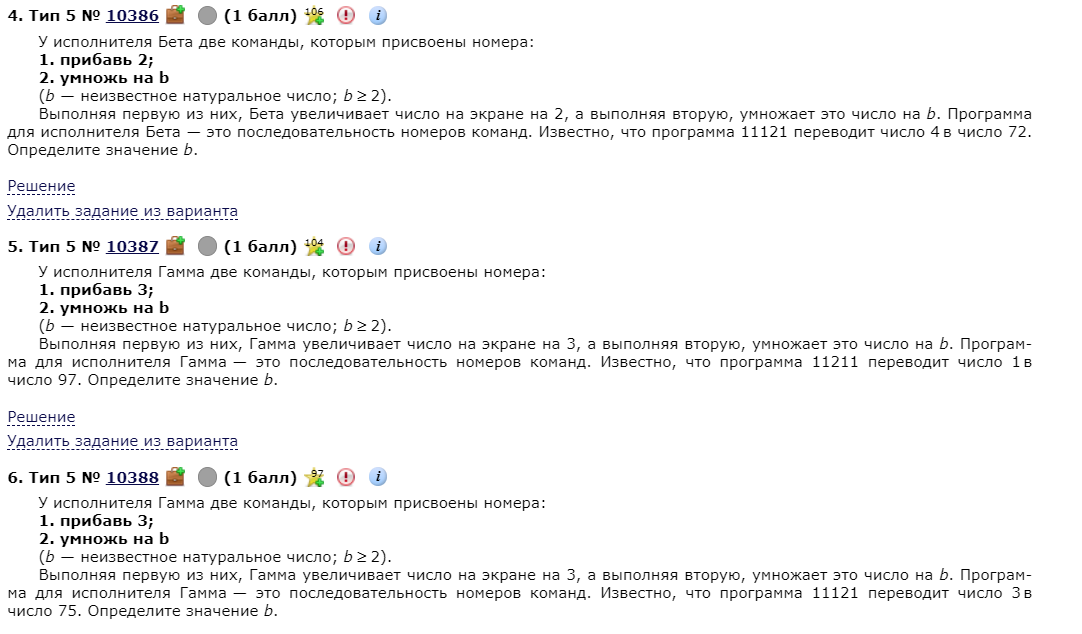 4. Тип 5 № 10386 (1 балл) 106
У исполнителя Бета две команды, которым присвоены номера:
1. прибавь 2;
2. умножь на b
(b — неизвестное натуральное число; b ≥ 2).
Выполняя первую из них, Бета увеличивает число на экране на 2, а выполняя вторую, умножает это число на b. Программа
для исполнителя Бета — это последовательность номеров команд. Известно, что программа 11121 переводит число 4 в число 72.
Определите значение b.
Решение
Удалить задание из варианта
5. Тип 5 № 10387 (1 балл) 104
У исполнителя Гамма две команды, которым присвоены номера:
1. прибавь 3;
2. умножь на b
(b — неизвестное натуральное число; b ≥ 2).
Выполняя первую из них, Гамма увеличивает число на экране на 3, а выполняя вторую, умножает это число на b. Програм-
ма для исполнителя Гамма — это последовательность номеров команд. Известно, что программа 11211 переводит число 1 в
число 97. Определите значение b.
Решение
Удалить задание из варианта
6. Тип 5 № 10388 (1 балл) 97
У исполнителя Гамма две команды, которым присвоены номера:
1. прибавь 3;
2. умножь на b
(b — неизвестное натуральное число; b ≥ 2).
Выполняя первую из них, Гамма увеличивает число на экране на 3, а выполняя вторую, умножает это число на b. Програм-
ма для исполнителя Гамма — это последовательность номеров команд. Известно, что программа 11121 переводит число 3 в
число 75. Определите значение b.